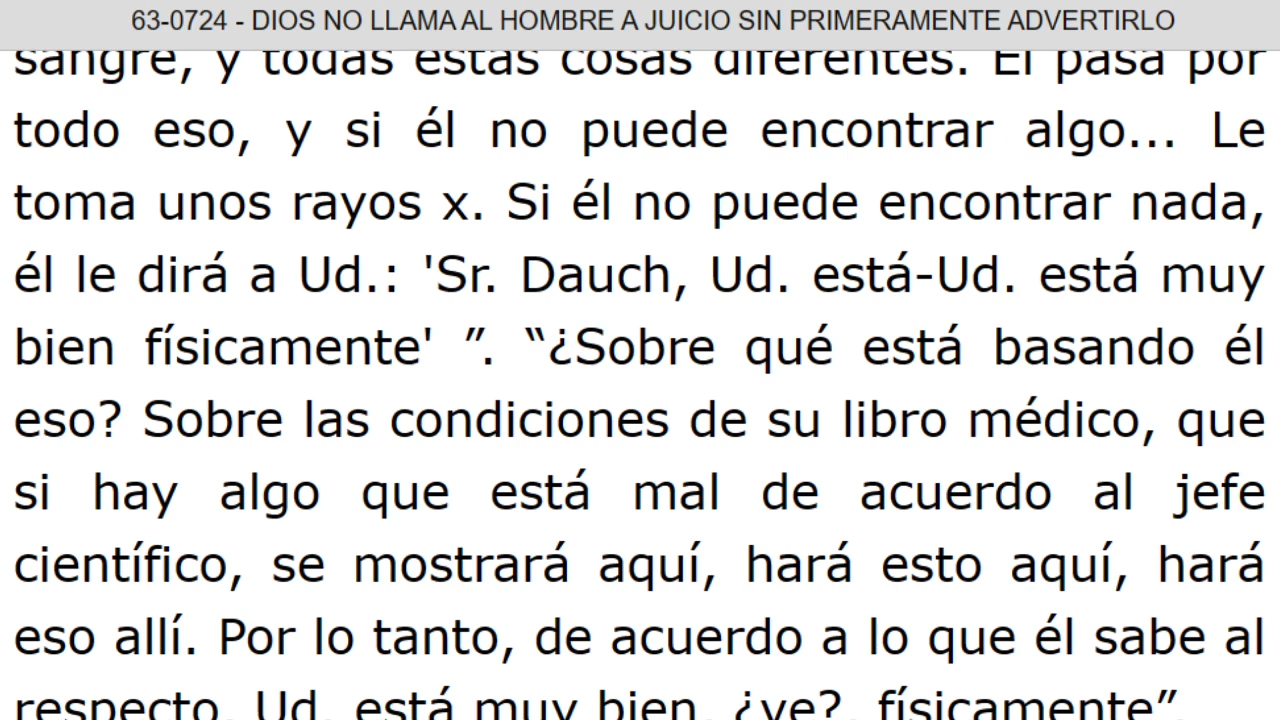 63-0724 - DIOS NO LLAMA AL HOMBRE A JUICIO SIN PRIMERAMENTE ADVERTIRLO
sangre, y todas estas cosas diferentes. Él pasa por
todo eso, y si él no puede encontrar algo... Le
toma unos rayos x. Si él no puede encontrar nada,
él le dirá a Ud.: 'Sr. Dauch, Ud. está-Ud. está muy
bien físicamente' ”. “¿Sobre qué está basando él
eso? Sobre las condiciones de su libro médico, que
si hay algo que está mal de acuerdo al jefe
científico, se mostrará aquí, hará esto aquí, hará
eso allí. Por lo tanto, de acuerdo a lo que él sabe al
respecto, Ud. está muy bien, ¿ve?, físicamente”.